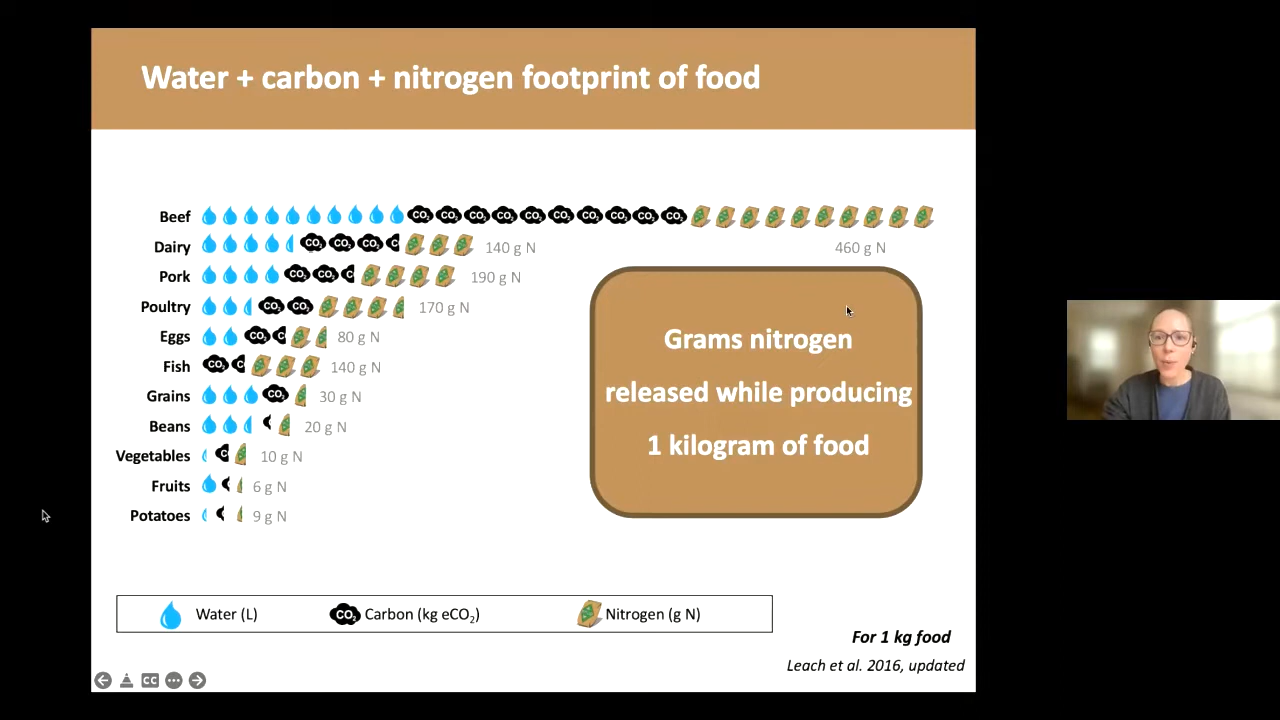 Water + carbon + nitrogen footprint of food
Beef
460 g N
Dairy 140 g N
Pork 190 g N
Poultry 170 g N
Eggs 80 g N
Fish 140 g N
Grains 30 g N
Beans 20 g N
Vegetables 10 g N
Fruits 6 g N
Potatoes 9 g N
Grams nitrogen
released while producing
1 kilogram of food
Water (L) CO₂ Carbon (kg eCO₂) Nitrogen (g N)
For 1 kg food
Leach et al. 2016, updated
CC